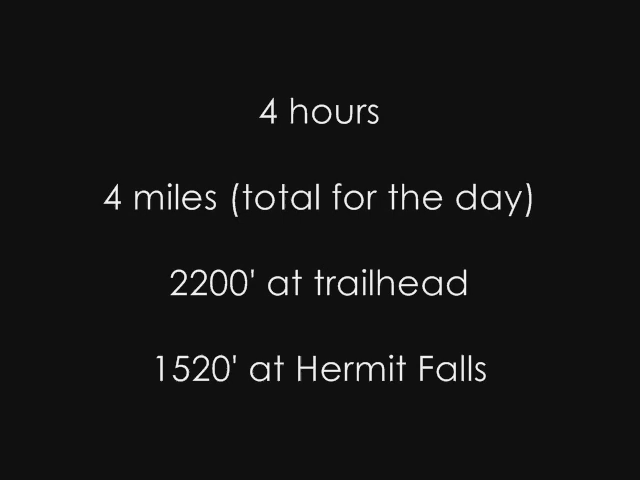 4 hours
4 miles (total for the day)
2200' at trailhead
1520' at Hermit Falls